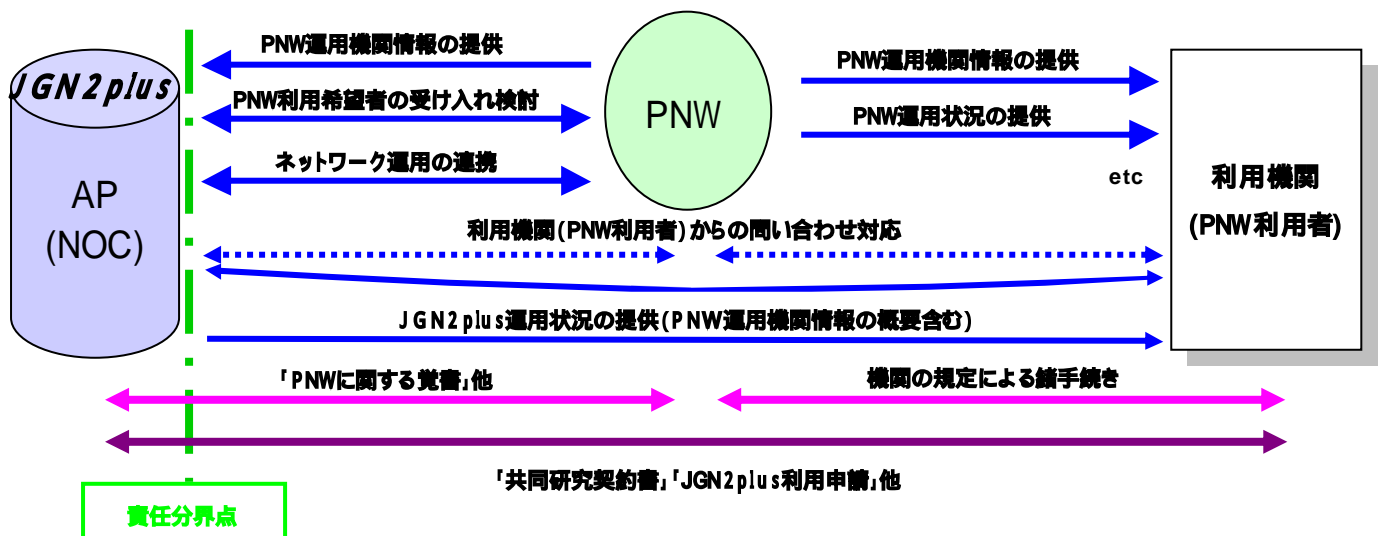 PNW運用機関情報の提供
JGN2plus
PNW利用希望者の受け入れ検討
ネットワーク運用の連携
AP
(NOC)
PNW
PNW運用機関情報の提供
PNW運用状況の提供
etc
利用機関
(PNW利用者)
利用機関(PNW利用者)からの問い合わせ対応
JGN2plus運用状況の提供(PNW運用機関情報の概要含む)
「PNWに関する覚書」他
機関の規定による諸手続き
「共同研究契約書」「JGN2plus利用申請」他
責任分界点